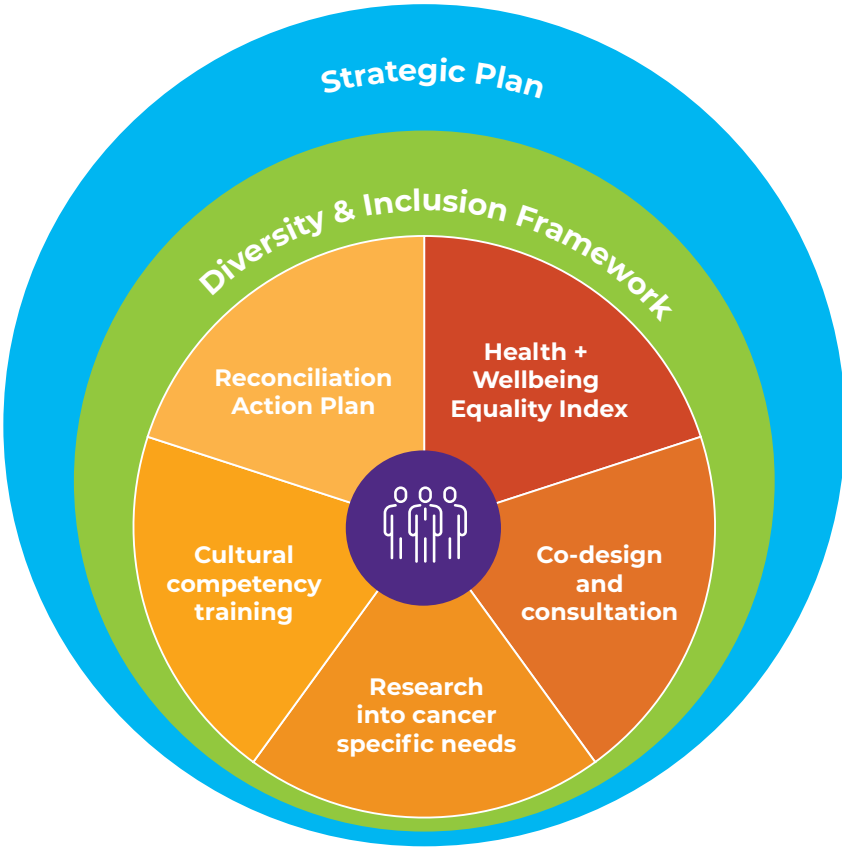 Strategic Plan
Diversity & Inclusion Framework
Reconciliation
Action Plan
Health +
Wellbeing
Equality Index
Cultural
competency
training
Co-design
and
consultation
Research
into cancer
specific needs